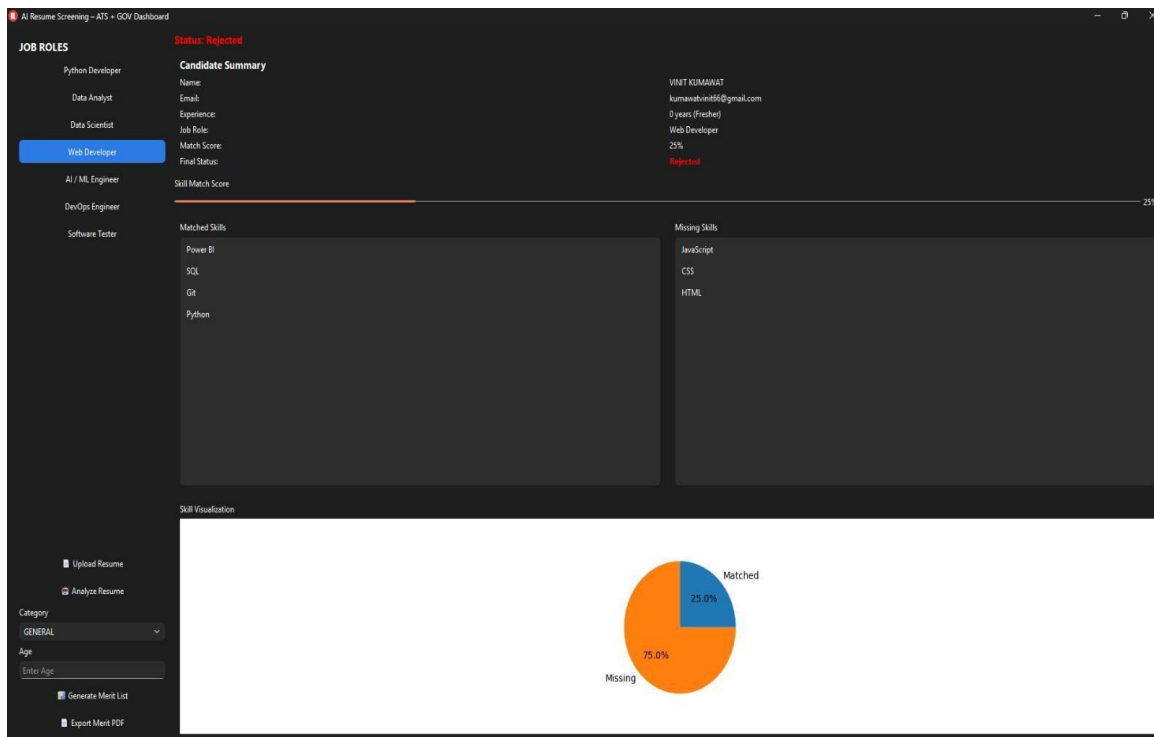 AI Resume Screening – ATS + GOV Dashboard
JOB ROLES
Python Developer
Data Analyst
Data Scientist
Web Developer
AI / ML Engineer
DevOps Engineer
Software Tester
Upload Resume
Analyze Resume
Category
GENERAL
Age
Enter Age
Generate Merit List
Export Merit PDF
Status: Rejected
Candidate Summary
Name: VINIT KUMAWAT
Email: kumawatvinit66@gmail.com
Experience: 0 years (Fresher)
Job Role: Web Developer
Match Score: 25%
Final Status: Rejected
Skill Match Score
25%
Matched Skills
Power BI
SQL
Git
Python
Missing Skills
JavaScript
CSS
HTML
Skill Visualization
Matched
25.0%
75.0%
Missing